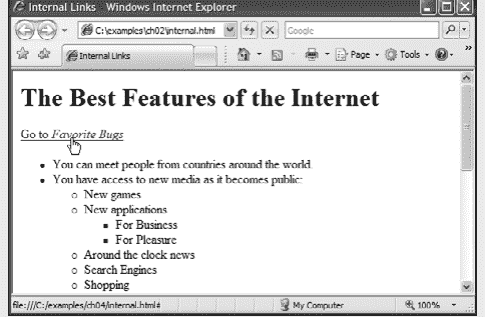 Internal Links - Windows Internet Explorer
C:\examples\ch02\internal.html
Google
Internal Links
Page
Tools
The Best Features of the Internet
Go to Favorite Bugs
You can meet people from countries around the world.
You have access to new media as it becomes public:
New games
New applications
For Business
For Pleasure
Around the clock news
Search Engines
Shopping
file:///C:/examples/ch04/internal.html#
My Computer
100%